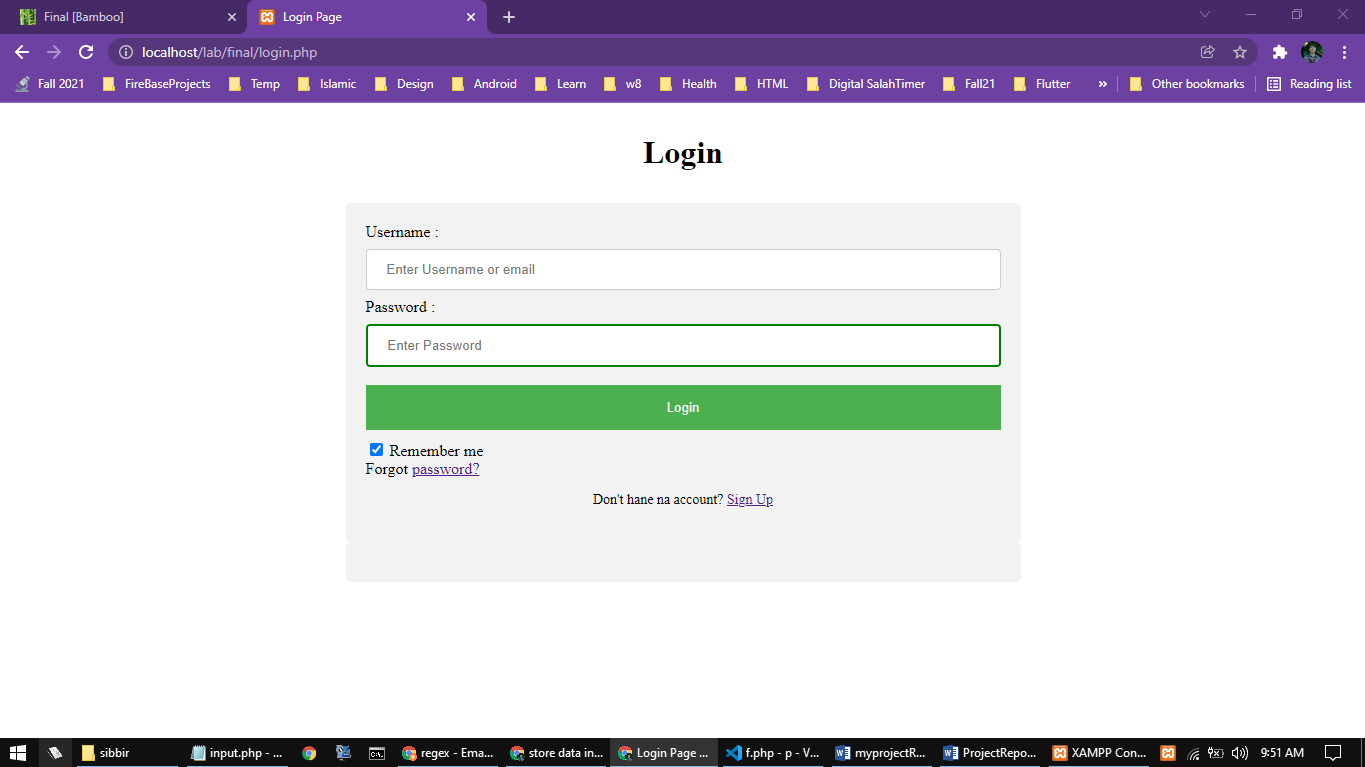 Final [Bamboo]
Login Page
localhost/lab/final/login.php
Fall 2021 FireBaseProjects Temp Islamic Design Android Learn w8 Health HTML Digital SalahTimer Fall21 Flutter » Other bookmarks Reading list
Login
Username :
Enter Username or email
Password :
Enter Password
Login
Remember me
Forgot password?
Don't hane na account? Sign Up
sibbir input.php - ... regex - Ema... store data in... Login Page ... f.php - p - V... myprojectR... ProjectRepo... XAMPP Con... 9:51 AM